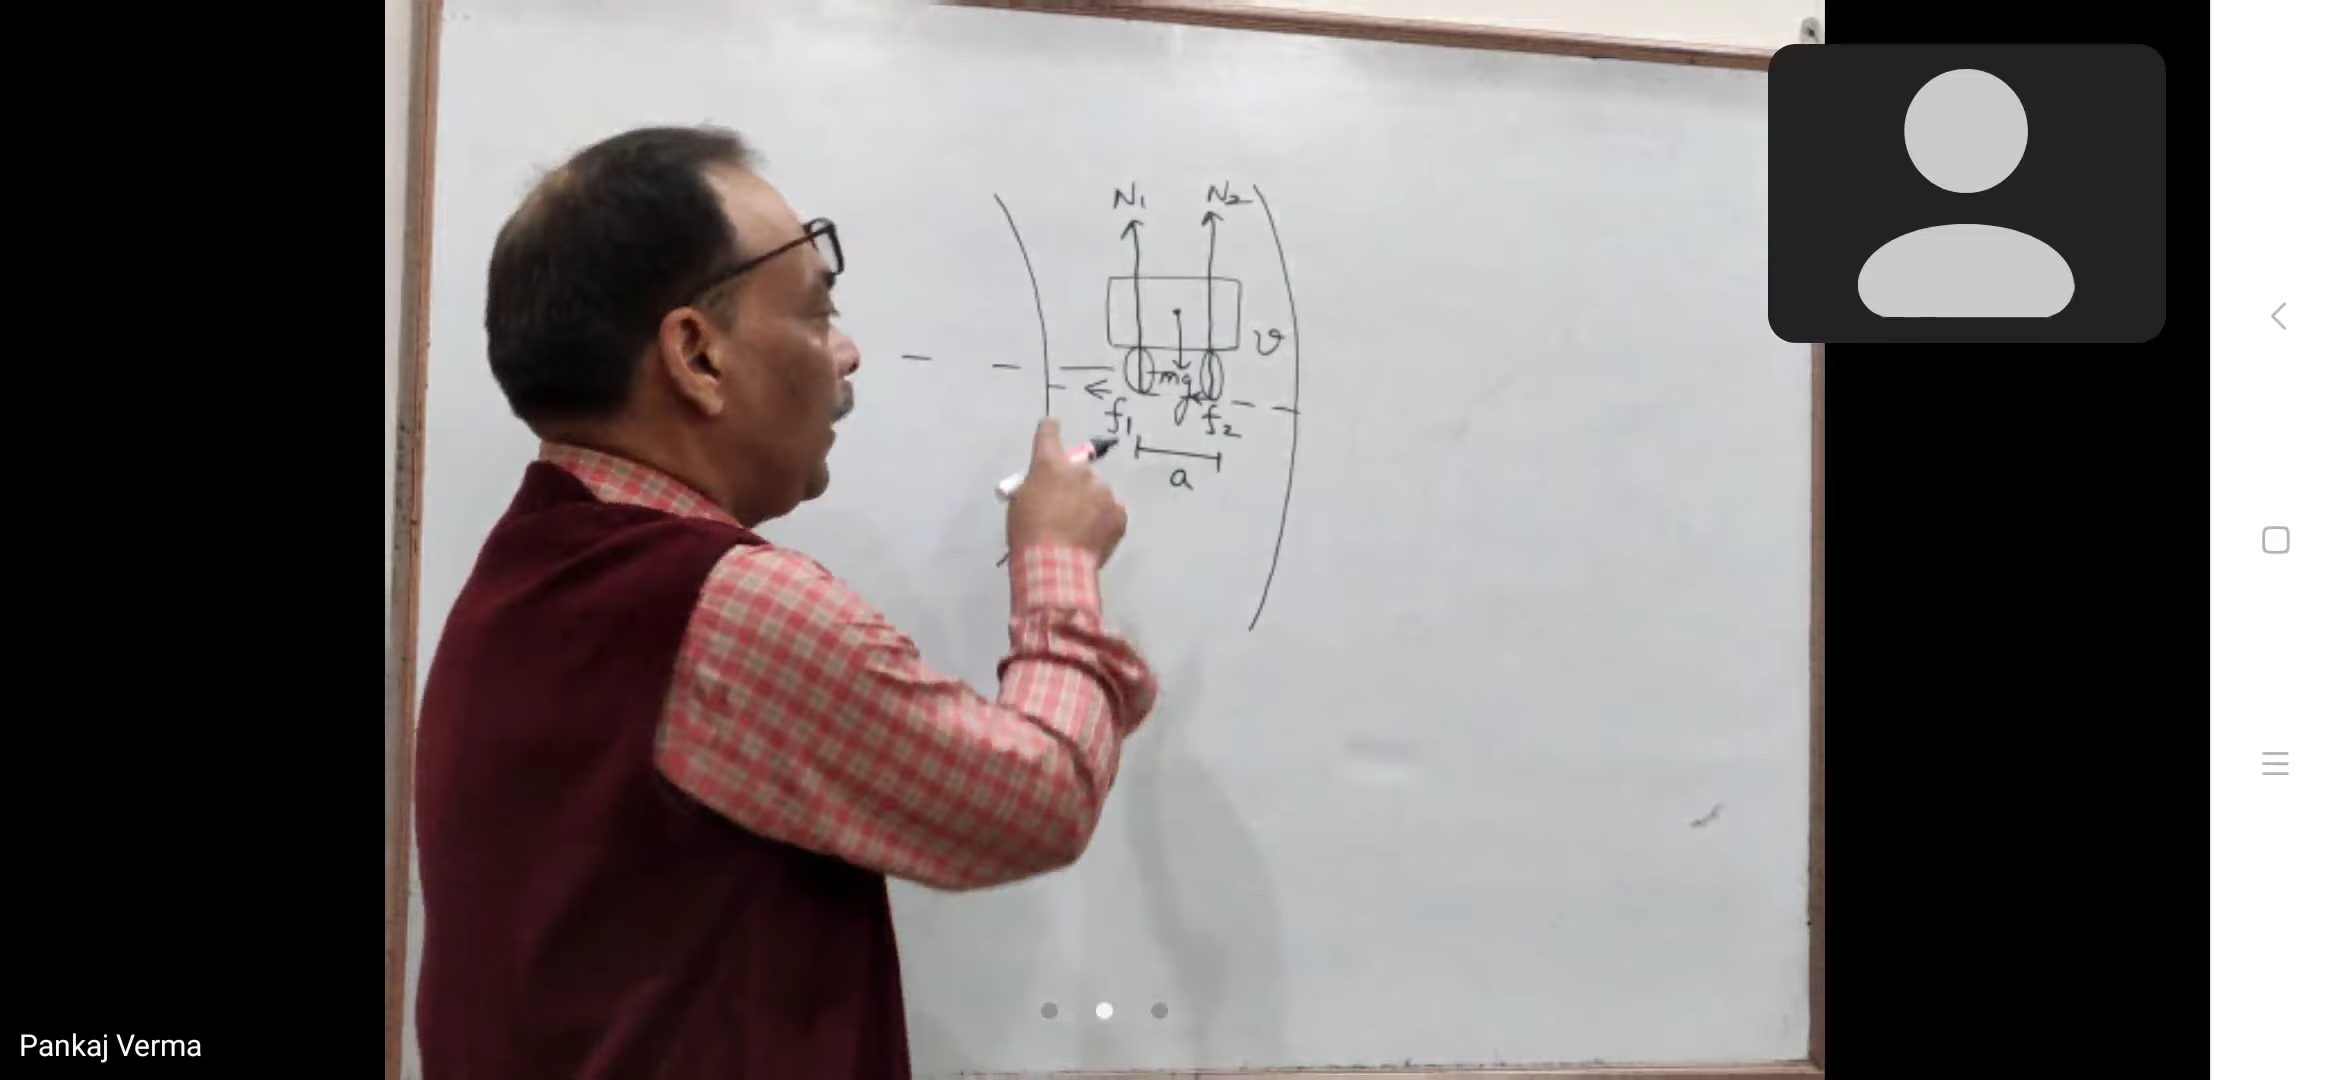 N₁ N₂
v
mg
f₁ f₂
a
Pankaj Verma